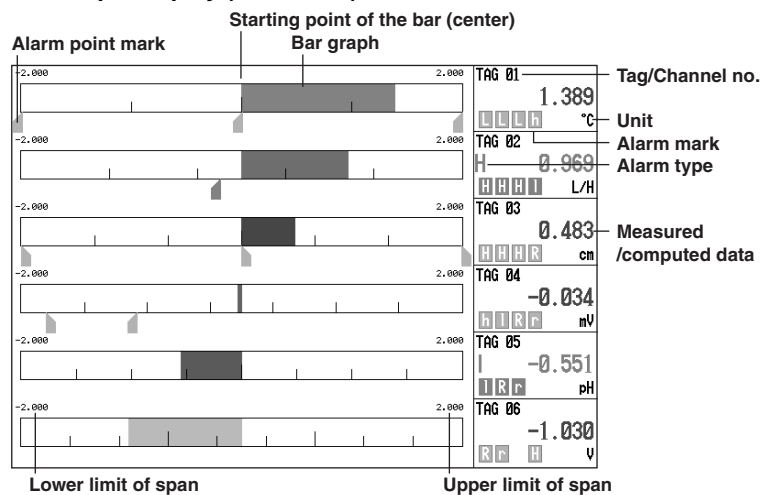 Starting point of the bar (center)
Alarm point mark
Bar graph
-2.000 2.000 TAG 01 Tag/Channel no.
1.389
L L L h °C Unit
-2.000 2.000 TAG 02 Alarm mark
H 0.969 Alarm type
H H H l L/H
-2.000 2.000 TAG 03
0.483 Measured
/computed data
H H H R cm
-2.000 2.000 TAG 04
-0.034
h l R r mV
-2.000 2.000 TAG 05
l -0.551
l R r pH
-2.000 2.000 TAG 06
-1.030
R r H V
Lower limit of span
Upper limit of span